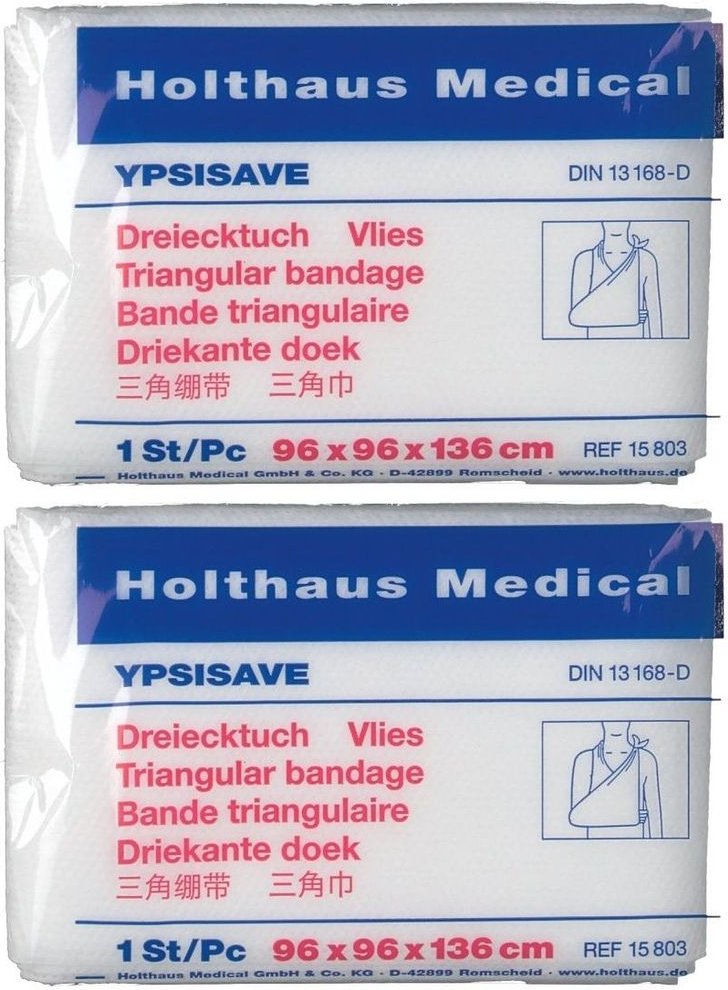 Holthaus Medical
YPSISAVE DIN 13168-D
Dreiecktuch Vlies
Triangular bandage
Bande triangulaire
Driekante doek
三角绷带 三角巾
1 St/Pc 96 x 96 x 136 cm REF 15 803
Holthaus Medical GmbH & Co. KG · D-42899 Remscheid · www.holthaus.de
Holthaus Medical
YPSISAVE DIN 13168-D
Dreiecktuch Vlies
Triangular bandage
Bande triangulaire
Driekante doek
三角绷带 三角巾
1 St/Pc 96 x 96 x 136 cm REF 15 803
Holthaus Medical GmbH & Co. KG · D-42899 Remscheid · www.holthaus.de